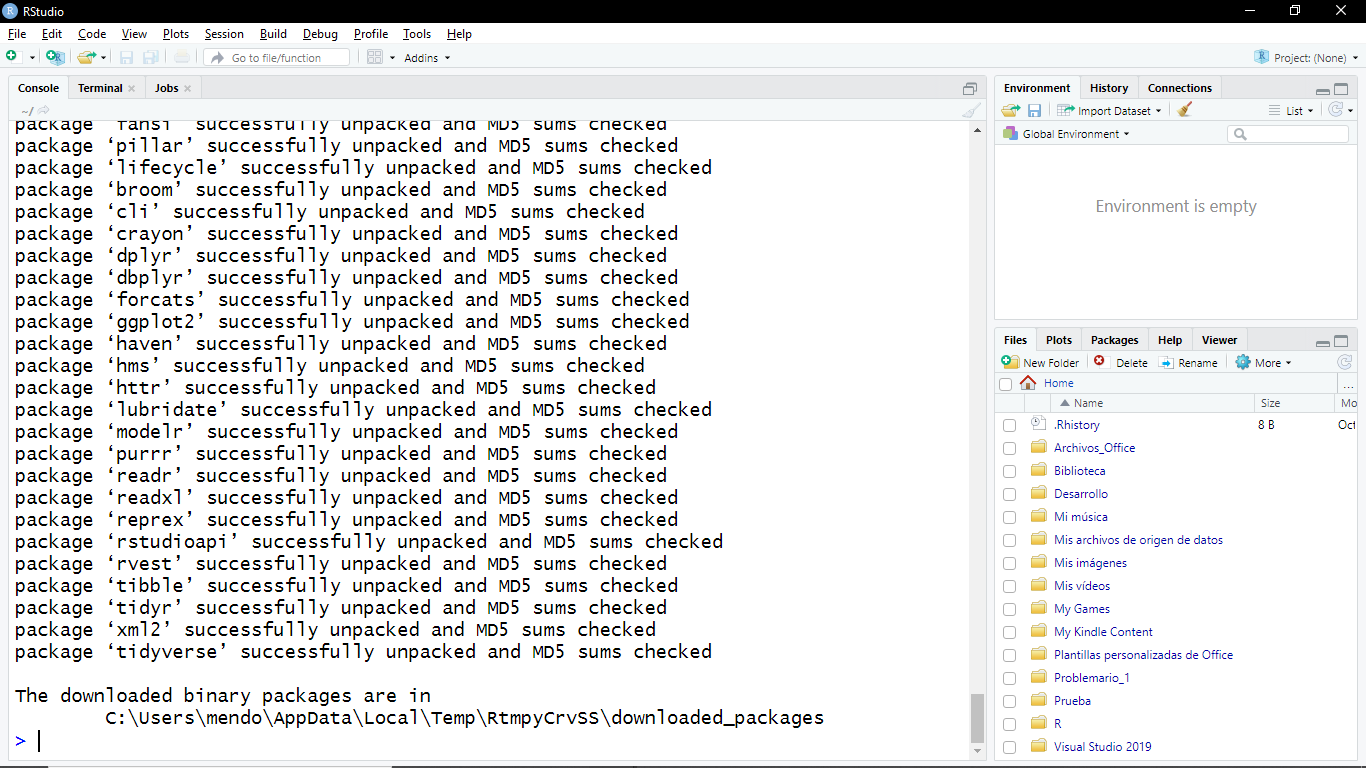 RStudio
File Edit Code View Plots Session Build Debug Profile Tools Help
Go to file/function Addins Project: (None)
Console Terminal Jobs
~/
package ‘fansi’ successfully unpacked and MD5 sums checked
package ‘pillar’ successfully unpacked and MD5 sums checked
package ‘lifecycle’ successfully unpacked and MD5 sums checked
package ‘broom’ successfully unpacked and MD5 sums checked
package ‘cli’ successfully unpacked and MD5 sums checked
package ‘crayon’ successfully unpacked and MD5 sums checked
package ‘dplyr’ successfully unpacked and MD5 sums checked
package ‘dbplyr’ successfully unpacked and MD5 sums checked
package ‘forcats’ successfully unpacked and MD5 sums checked
package ‘ggplot2’ successfully unpacked and MD5 sums checked
package ‘haven’ successfully unpacked and MD5 sums checked
package ‘hms’ successfully unpacked and MD5 sums checked
package ‘httr’ successfully unpacked and MD5 sums checked
package ‘lubridate’ successfully unpacked and MD5 sums checked
package ‘modelr’ successfully unpacked and MD5 sums checked
package ‘purrr’ successfully unpacked and MD5 sums checked
package ‘readr’ successfully unpacked and MD5 sums checked
package ‘readxl’ successfully unpacked and MD5 sums checked
package ‘reprex’ successfully unpacked and MD5 sums checked
package ‘rstudioapi’ successfully unpacked and MD5 sums checked
package ‘rvest’ successfully unpacked and MD5 sums checked
package ‘tibble’ successfully unpacked and MD5 sums checked
package ‘tidyr’ successfully unpacked and MD5 sums checked
package ‘xml2’ successfully unpacked and MD5 sums checked
package ‘tidyverse’ successfully unpacked and MD5 sums checked
The downloaded binary packages are in
C:\Users\mendo\AppData\Local\Temp\RtmpyCrvSS\downloaded_packages
>
Environment History Connections
Import Dataset List
Global Environment
Environment is empty
Files Plots Packages Help Viewer
New Folder Delete Rename More
Home ...
Name Size Mo
.Rhistory 8 B Oct
Archivos_Office
Biblioteca
Desarrollo
Mi música
Mis archivos de origen de datos
Mis imágenes
Mis vídeos
My Games
My Kindle Content
Plantillas personalizadas de Office
Problemario_1
Prueba
R
Visual Studio 2019